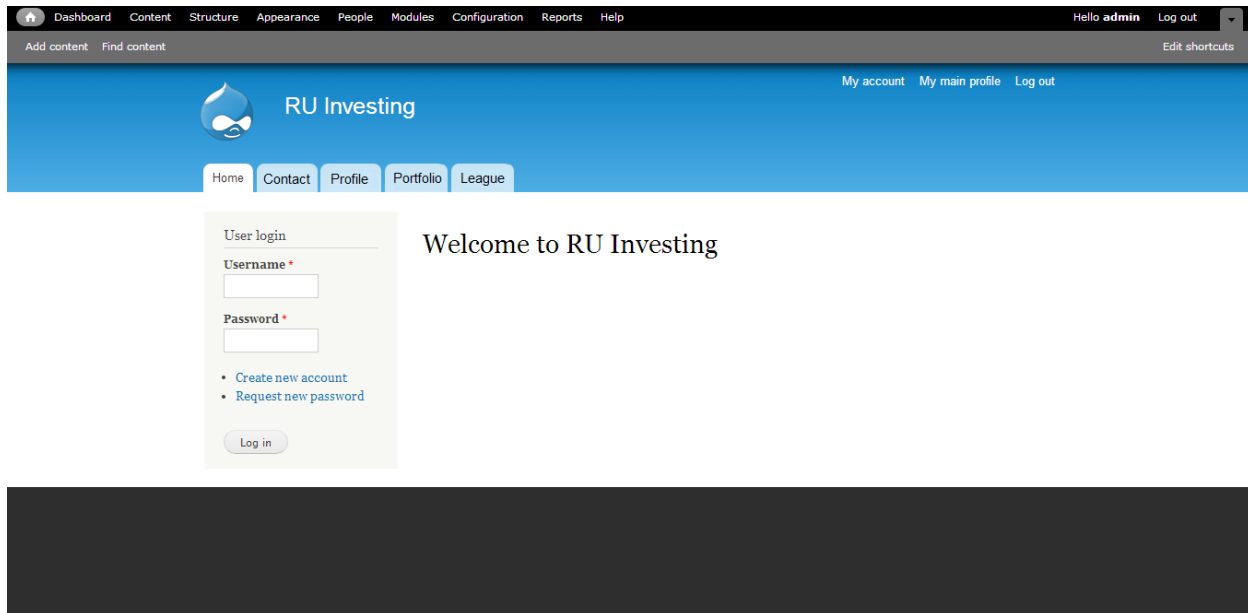 Dashboard Content Structure Appearance People Modules Configuration Reports Help Hello admin Log out
Add content Find content Edit shortcuts
My account My main profile Log out
RU Investing
Home Contact Profile Portfolio League
User login
Welcome to RU Investing
Username *
Password *
• Create new account
• Request new password
Log in